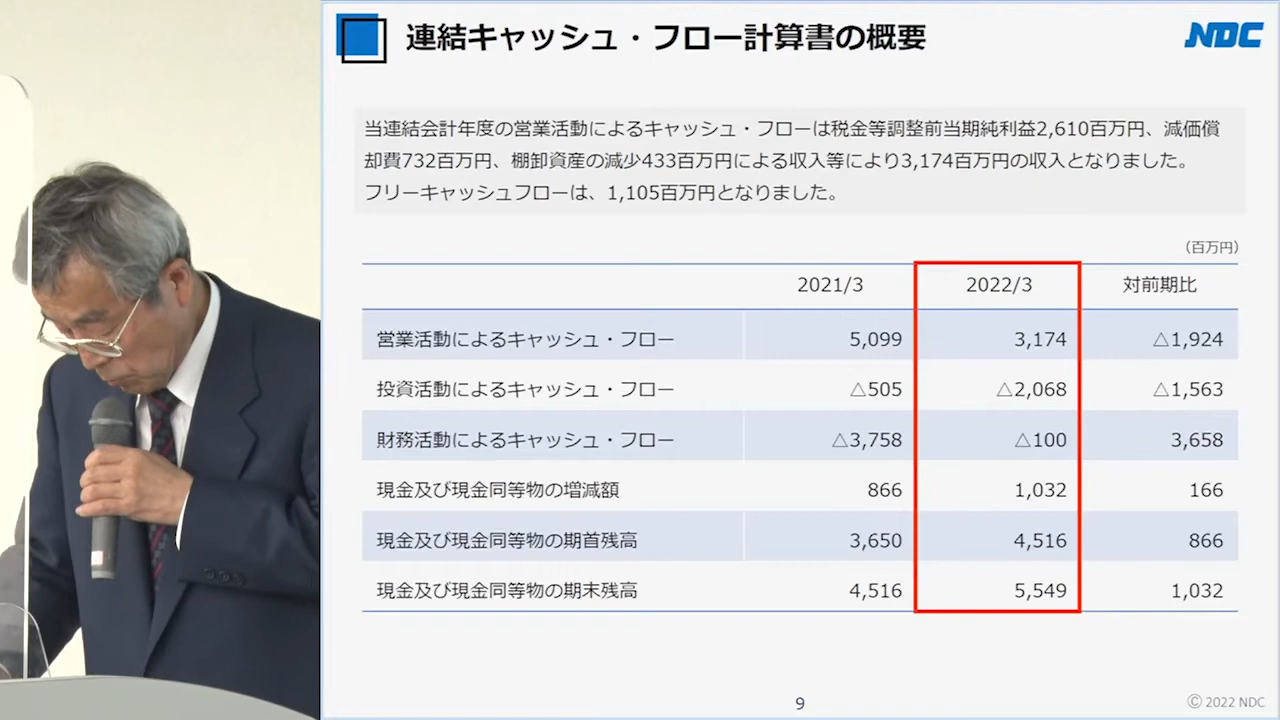 連結キャッシュ・フロー計算書の概要
NDC
当連結会計年度の営業活動によるキャッシュ・フローは税金等調整前当期純利益2,610百万円、減価償
却費732百万円、棚卸資産の減少433百万円による収入等により3,174百万円の収入となりました。
フリーキャッシュフローは、1,105百万円となりました。
（百万円）
2021/3 2022/3 対前期比
営業活動によるキャッシュ・フロー 5,099 3,174 △1,924
投資活動によるキャッシュ・フロー △505 △2,068 △1,563
財務活動によるキャッシュ・フロー △3,758 △100 3,658
現金及び現金同等物の増減額 866 1,032 166
現金及び現金同等物の期首残高 3,650 4,516 866
現金及び現金同等物の期末残高 4,516 5,549 1,032
9
Ⓒ 2022 NDC